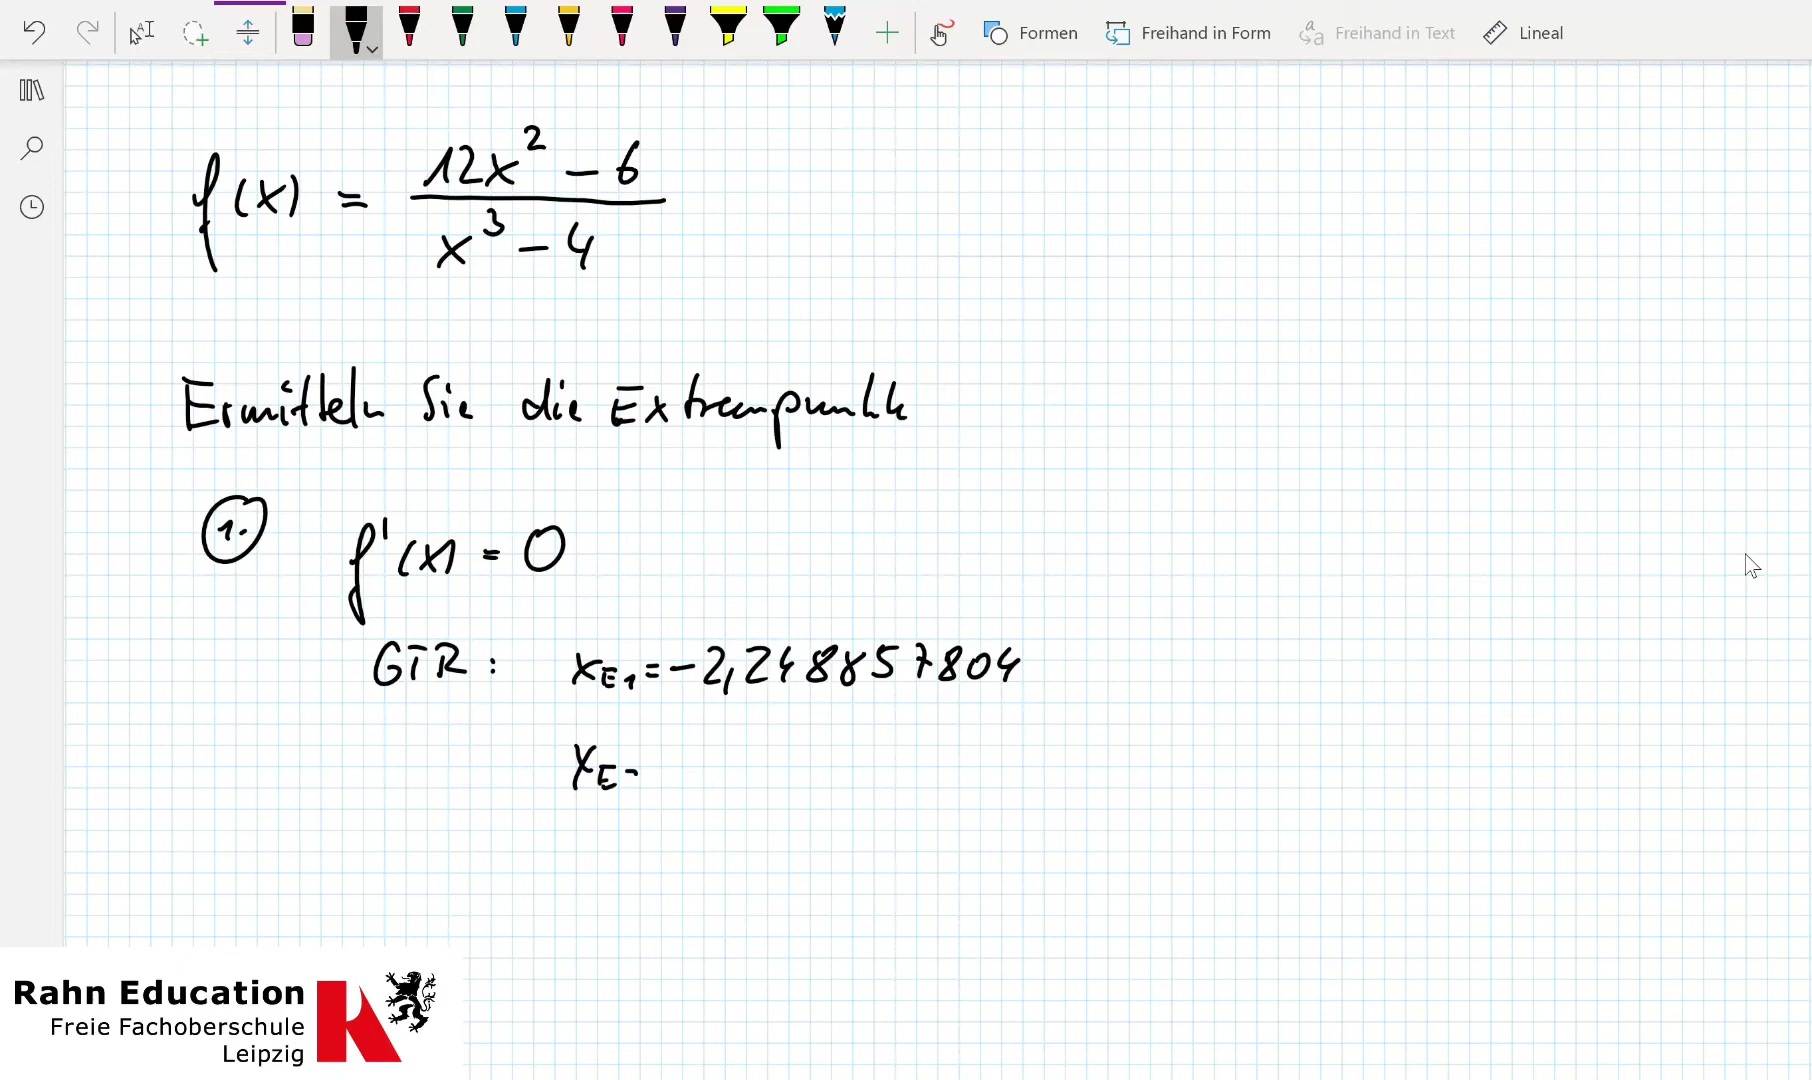 Formen Freihand in Form Freihand in Text Lineal
f(x) = (12x² - 6) / (x³ - 4)
Ermitteln Sie die Extrempunkte
1. f'(x) = 0
GTR: x_E1 = -2,248857804
x_E-
Rahn Education
Freie Fachoberschule
Leipzig